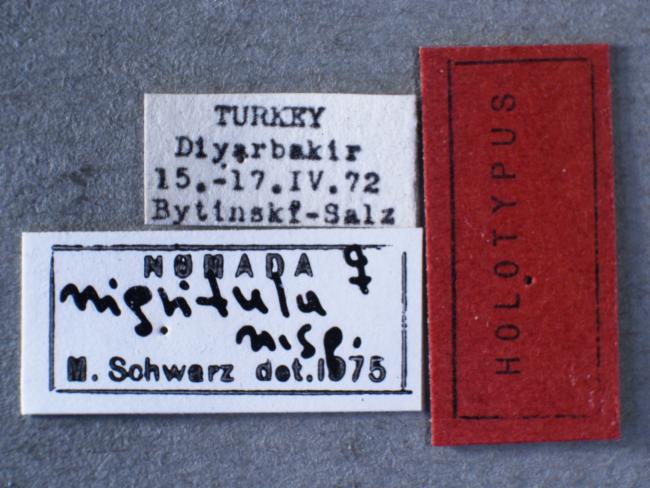 TURKEY
Diyarbakir
15.-17.IV.72
Bytinski-Salz
NOMADA ♀
nigritula
n.sp.
M. Schwarz det.1975
HOLOTYPUS